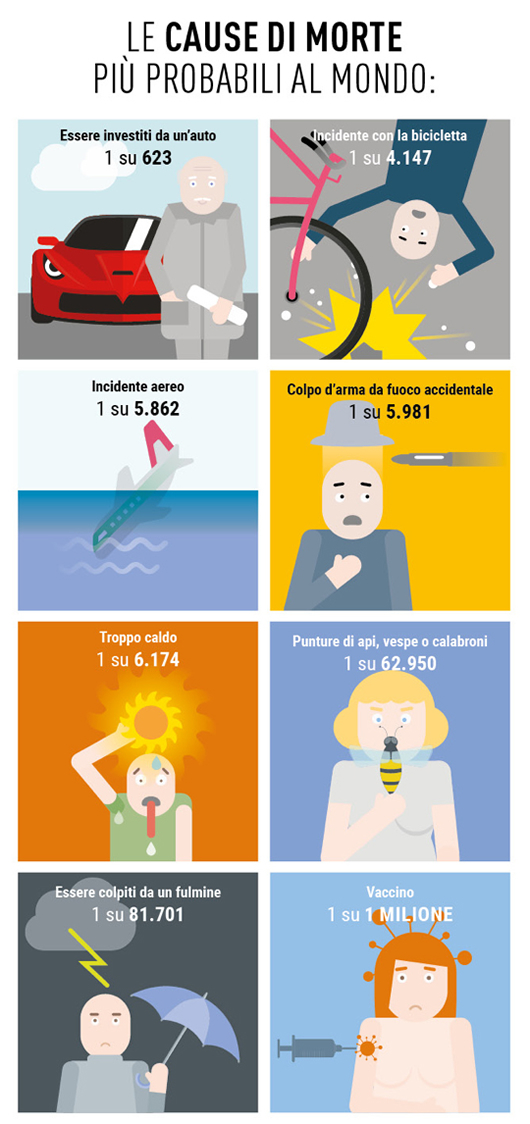 LE CAUSE DI MORTE
PIÙ PROBABILI AL MONDO:
Essere investiti da un'auto
1 su 623
Incidente con la bicicletta
1 su 4.147
Incidente aereo
1 su 5.862
Colpo d'arma da fuoco accidentale
1 su 5.981
Troppo caldo
1 su 6.174
Punture di api, vespe o calabroni
1 su 62.950
Essere colpiti da un fulmine
1 su 81.701
Vaccino
1 su 1 MILIONE